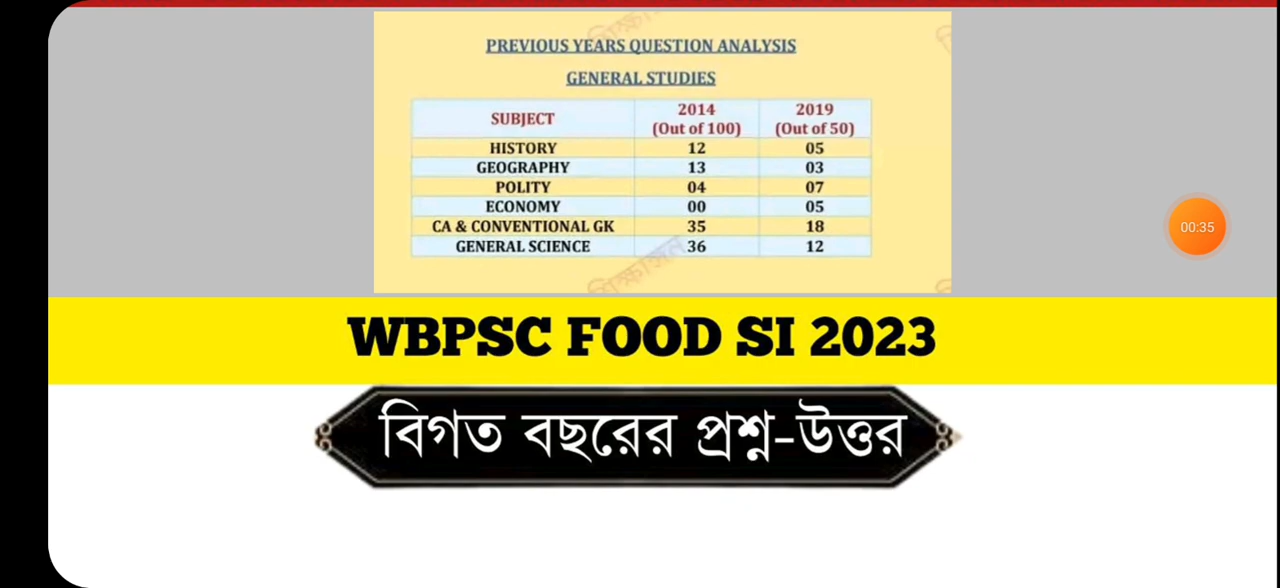 PREVIOUS YEARS QUESTION ANALYSIS
GENERAL STUDIES
SUBJECT 2014 (Out of 100) 2019 (Out of 50)
HISTORY 12 05
GEOGRAPHY 13 03
POLITY 04 07
ECONOMY 00 05
CA & CONVENTIONAL GK 35 18
GENERAL SCIENCE 36 12
00:35
WBPSC FOOD SI 2023
বিগত বছরের প্রশ্ন-উত্তর